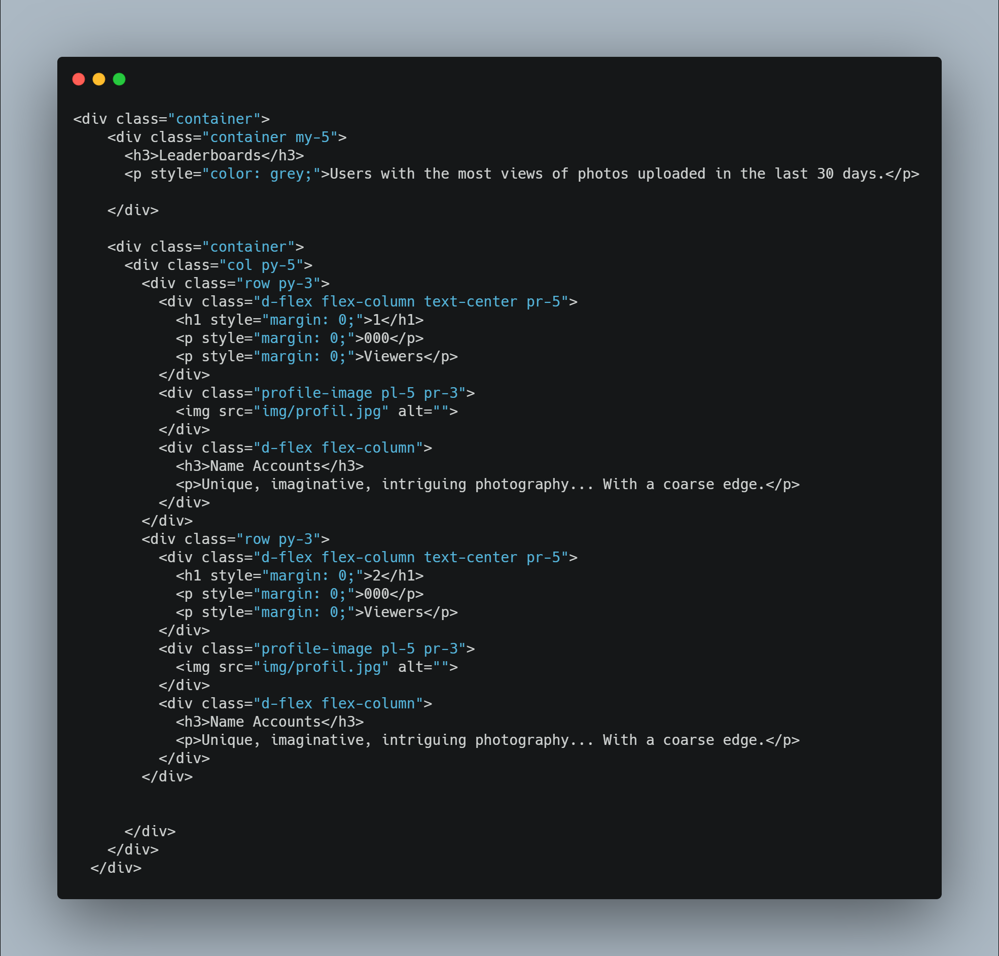 <div class="container">
    <div class="container my-5">
      <h3>Leaderboards</h3>
      <p style="color: grey;">Users with the most views of photos uploaded in the last 30 days.</p>

    </div>

    <div class="container">
      <div class="col py-5">
        <div class="row py-3">
          <div class="d-flex flex-column text-center pr-5">
            <h1 style="margin: 0;">1</h1>
            <p style="margin: 0;">000</p>
            <p style="margin: 0;">Viewers</p>
          </div>
          <div class="profile-image pl-5 pr-3">
            <img src="img/profil.jpg" alt="">
          </div>
          <div class="d-flex flex-column">
            <h3>Name Accounts</h3>
            <p>Unique, imaginative, intriguing photography... With a coarse edge.</p>
          </div>
        </div>
        <div class="row py-3">
          <div class="d-flex flex-column text-center pr-5">
            <h1 style="margin: 0;">2</h1>
            <p style="margin: 0;">000</p>
            <p style="margin: 0;">Viewers</p>
          </div>
          <div class="profile-image pl-5 pr-3">
            <img src="img/profil.jpg" alt="">
          </div>
          <div class="d-flex flex-column">
            <h3>Name Accounts</h3>
            <p>Unique, imaginative, intriguing photography... With a coarse edge.</p>
          </div>
        </div>


      </div>
    </div>
  </div>